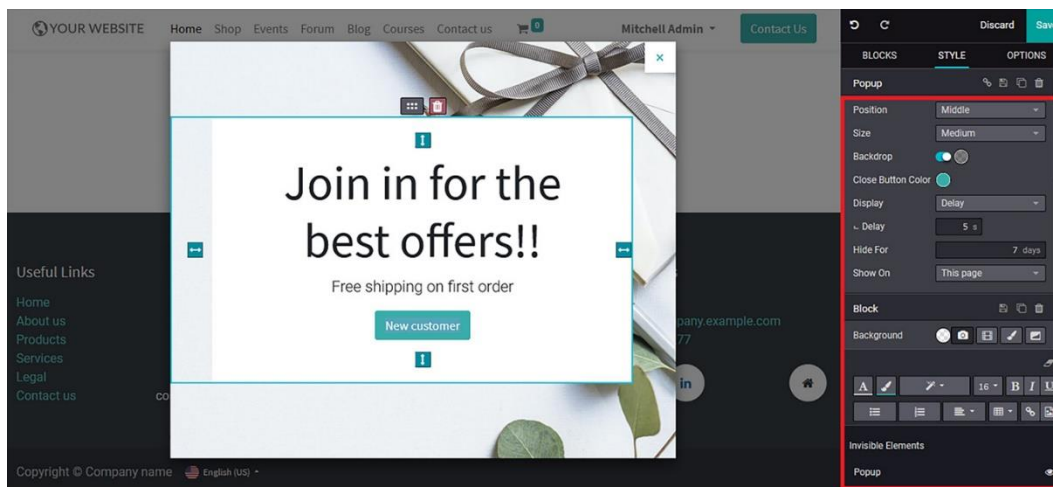 YOUR WEBSITE
Home Shop Events Forum Blog Courses Contact us 0 Mitchell Admin Contact Us
Discard
BLOCKS STYLE OPTIONS
Popup
Position Middle
Size Medium
Backdrop
Close Button Color
Display Delay
Delay 5 s
Hide For 7 days
Show On This page
Block
Background
A 16 B I U
Invisible Elements
Popup
×
Join in for the
best offers!!
Free shipping on first order
New customer
Useful Links
Home
About us
Products
Services
Legal
Contact us
co
pany.example.com
77
in
Copyright © Company name English (US)